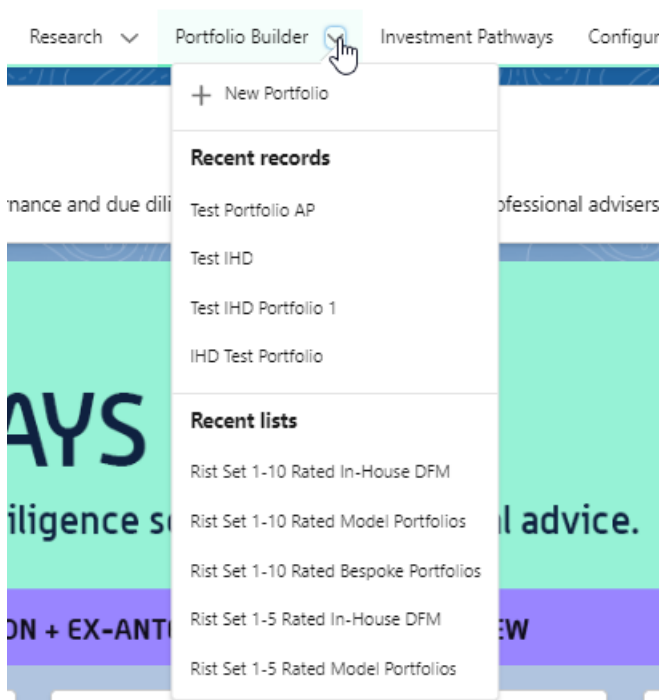 Research
Portfolio Builder
Investment Pathways
Configur
New Portfolio
Recent records
rnance and due dili
ofessional advisers
Test Portfolio AP
Test IHD
Test IHD Portfolio 1
IHD Test Portfolio
AYS
Recent lists
Rist Set 1-10 Rated In-House DFM
iligence s
l advice.
Rist Set 1-10 Rated Model Portfolios
Rist Set 1-10 Rated Bespoke Portfolios
Rist Set 1-5 Rated In-House DFM
ON + EX-ANT
EW
Rist Set 1-5 Rated Model Portfolios